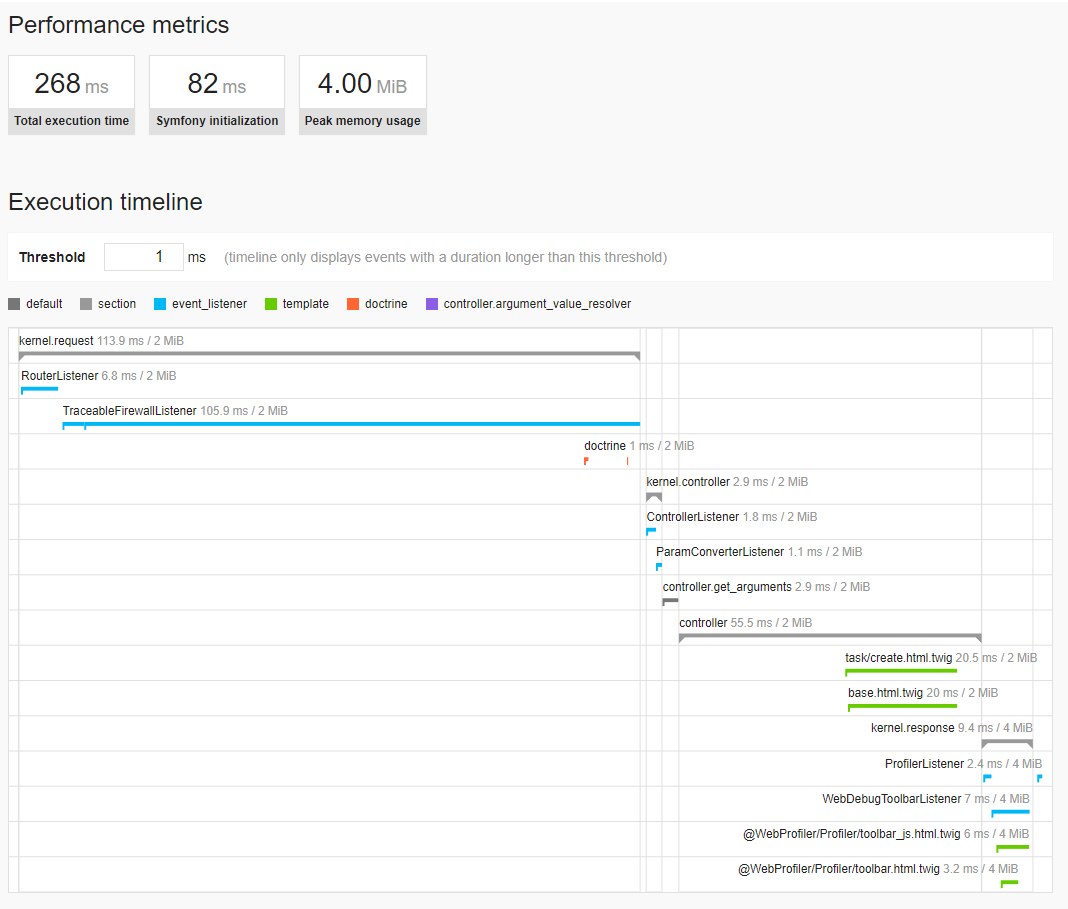 Performance metrics
268 ms 82 ms 4.00 MiB
Total execution time Symfony initialization Peak memory usage
Execution timeline
Threshold 1 ms (timeline only displays events with a duration longer than this threshold)
default section event_listener template doctrine controller.argument_value_resolver
kernel.request 113.9 ms / 2 MiB
RouterListener 6.8 ms / 2 MiB
TraceableFirewallListener 105.9 ms / 2 MiB
doctrine 1 ms / 2 MiB
kernel.controller 2.9 ms / 2 MiB
ControllerListener 1.8 ms / 2 MiB
ParamConverterListener 1.1 ms / 2 MiB
controller.get_arguments 2.9 ms / 2 MiB
controller 55.5 ms / 2 MiB
task/create.html.twig 20.5 ms / 2 MiB
base.html.twig 20 ms / 2 MiB
kernel.response 9.4 ms / 4 MiB
ProfilerListener 2.4 ms / 4 MiB
WebDebugToolbarListener 7 ms / 4 MiB
@WebProfiler/Profiler/toolbar_js.html.twig 6 ms / 4 MiB
@WebProfiler/Profiler/toolbar.html.twig 3.2 ms / 4 MiB